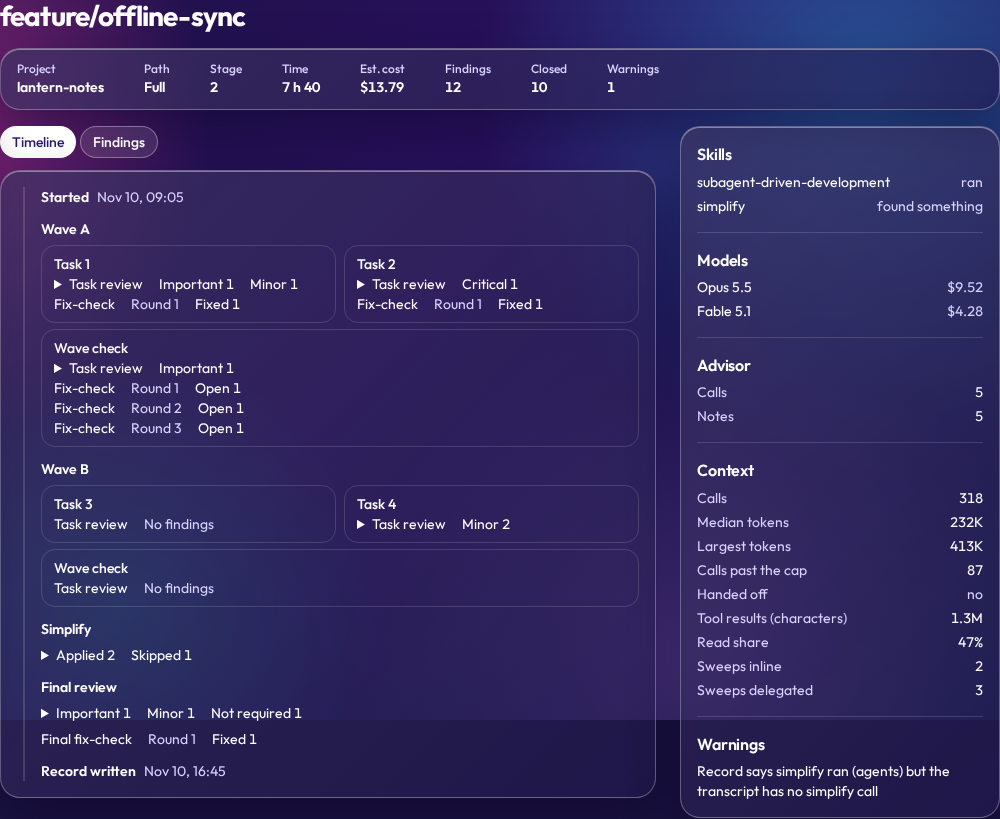 feature/offline-sync
Project Path Stage Time Est. cost Findings Closed Warnings
lantern-notes Full 2 7 h 40 $13.79 12 10 1
Timeline Findings
Started Nov 10, 09:05
Wave A
Task 1
▶ Task review Important 1 Minor 1
Fix-check Round 1 Fixed 1
Task 2
▶ Task review Critical 1
Fix-check Round 1 Fixed 1
Wave check
▶ Task review Important 1
Fix-check Round 1 Open 1
Fix-check Round 2 Open 1
Fix-check Round 3 Open 1
Wave B
Task 3
Task review No findings
Task 4
▶ Task review Minor 2
Wave check
Task review No findings
Simplify
▶ Applied 2 Skipped 1
Final review
▶ Important 1 Minor 1 Not required 1
Final fix-check Round 1 Fixed 1
Record written Nov 10, 16:45
Skills
subagent-driven-development ran
simplify found something
Models
Opus 5.5 $9.52
Fable 5.1 $4.28
Advisor
Calls 5
Notes 5
Context
Calls 318
Median tokens 232K
Largest tokens 413K
Calls past the cap 87
Handed off no
Tool results (characters) 1.3M
Read share 47%
Sweeps inline 2
Sweeps delegated 3
Warnings
Record says simplify ran (agents) but the
transcript has no simplify call